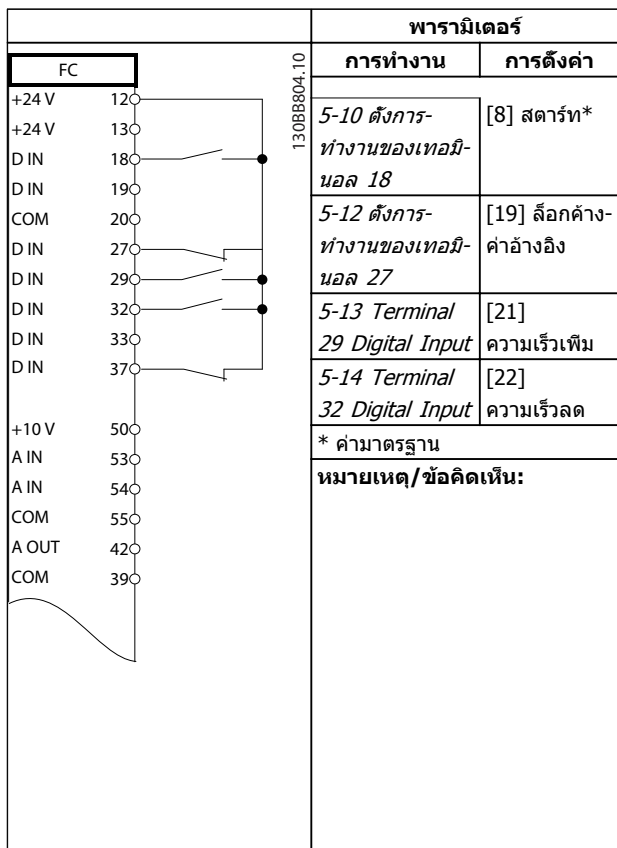 พารามิเตอร์
FC
130BB804.10
การทำงาน การตั้งค่า
+24 V 12
+24 V 13
D IN 18
D IN 19
COM 20
D IN 27
D IN 29
D IN 32
D IN 33
D IN 37
+10 V 50
A IN 53
A IN 54
COM 55
A OUT 42
COM 39
5-10 ตั้งการ-
ทำงานของเทอมิ-
นอล 18
[8] สตาร์ท*
5-12 ตั้งการ-
ทำงานของเทอมิ-
นอล 27
[19] ล็อกค้าง-
ค่าอ้างอิง
5-13 Terminal
29 Digital Input
[21]
ความเร็วเพิ่ม
5-14 Terminal
32 Digital Input
[22]
ความเร็วลด
* ค่ามาตรฐาน
หมายเหตุ/ข้อคิดเห็น: